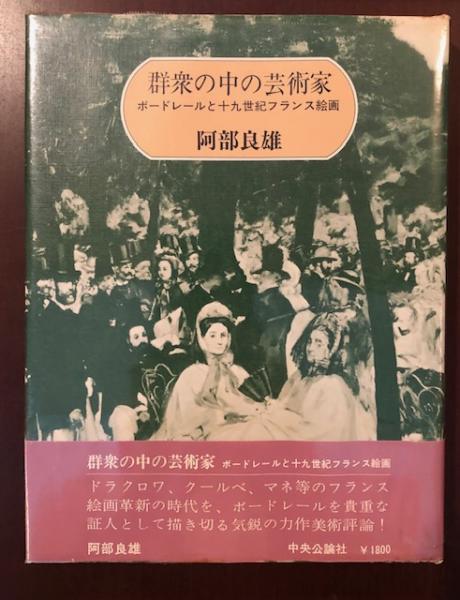 群衆の中の芸術家
ボードレールと十九世紀フランス絵画
阿部良雄
群衆の中の芸術家 ボードレールと十九世紀フランス絵画
ドラクロワ、クールベ、マネ等のフランス
絵画革新の時代を、ボードレールを貴重な
証人として描き切る気鋭の力作美術評論!
阿部良雄 中央公論社 ¥1800